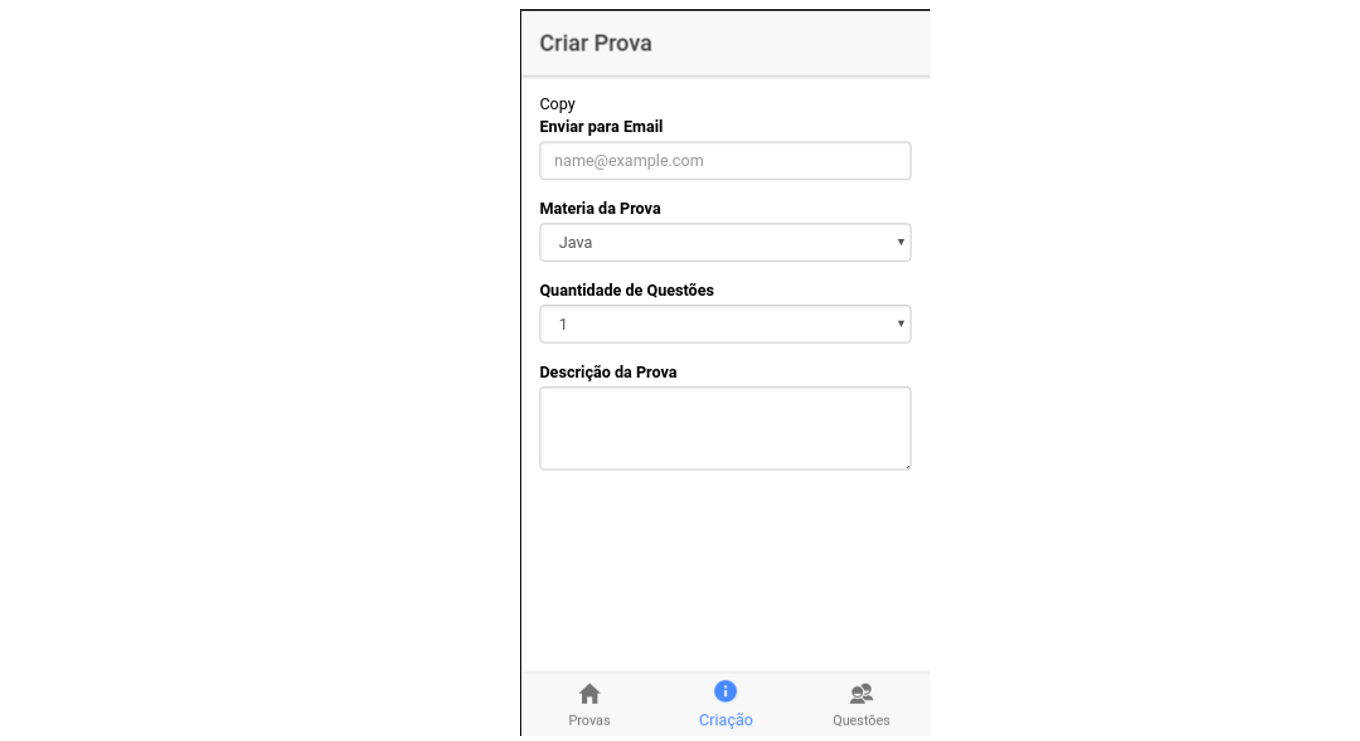 Criar Prova
Copy
Enviar para Email
name@example.com
Materia da Prova
Java
Quantidade de Questões
1
Descrição da Prova
Provas
Criação
Questões